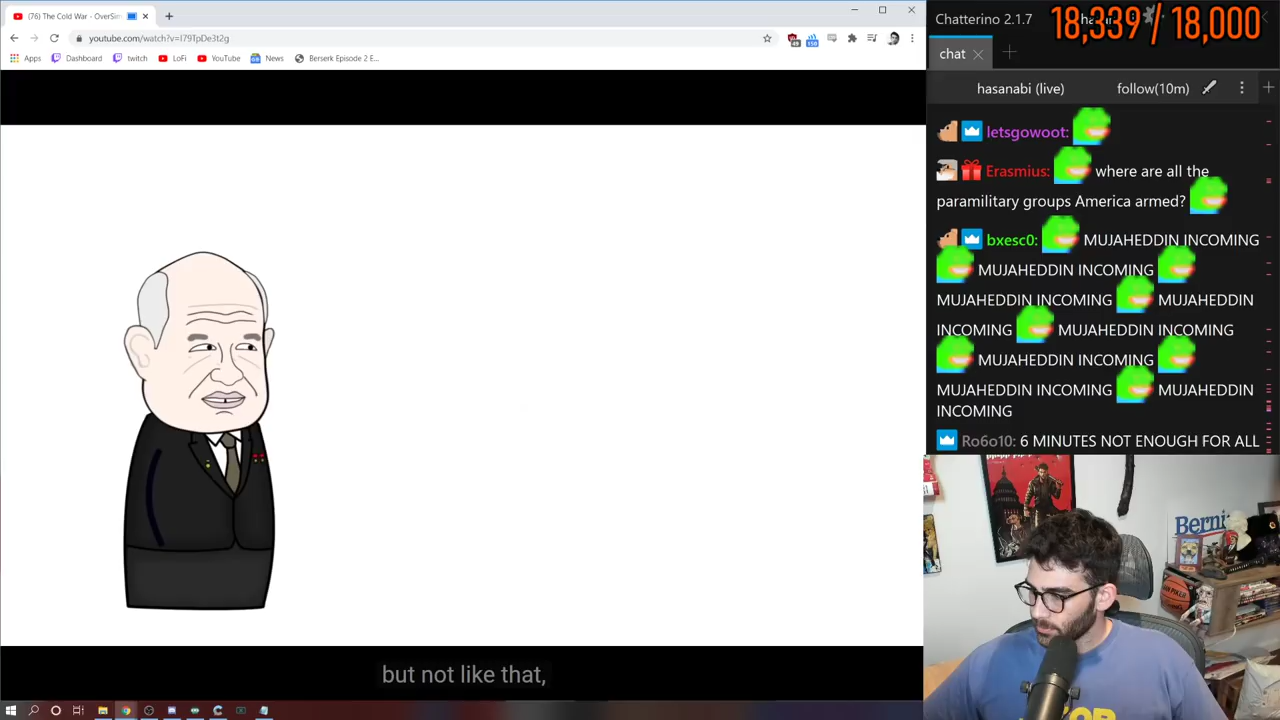 (76) The Cold War - OverSim
youtube.com/watch?v=I79TpDe3t2g
Apps Dashboard twitch LoFi YouTube News Berserk Episode 2 E...
but not like that,
Chatterino 2.1.7
18,339 / 18,000
chat
hasanabi (live) follow(10m)
letsgowoot:
Erasmius: where are all the
paramilitary groups America armed?
bxesc0: MUJAHEDDIN INCOMING
MUJAHEDDIN INCOMING
MUJAHEDDIN INCOMING MUJAHEDDIN
INCOMING MUJAHEDDIN INCOMING
MUJAHEDDIN INCOMING
MUJAHEDDIN INCOMING MUJAHEDDIN
INCOMING
Ro6o10: 6 MINUTES NOT ENOUGH FOR ALL
Bernie